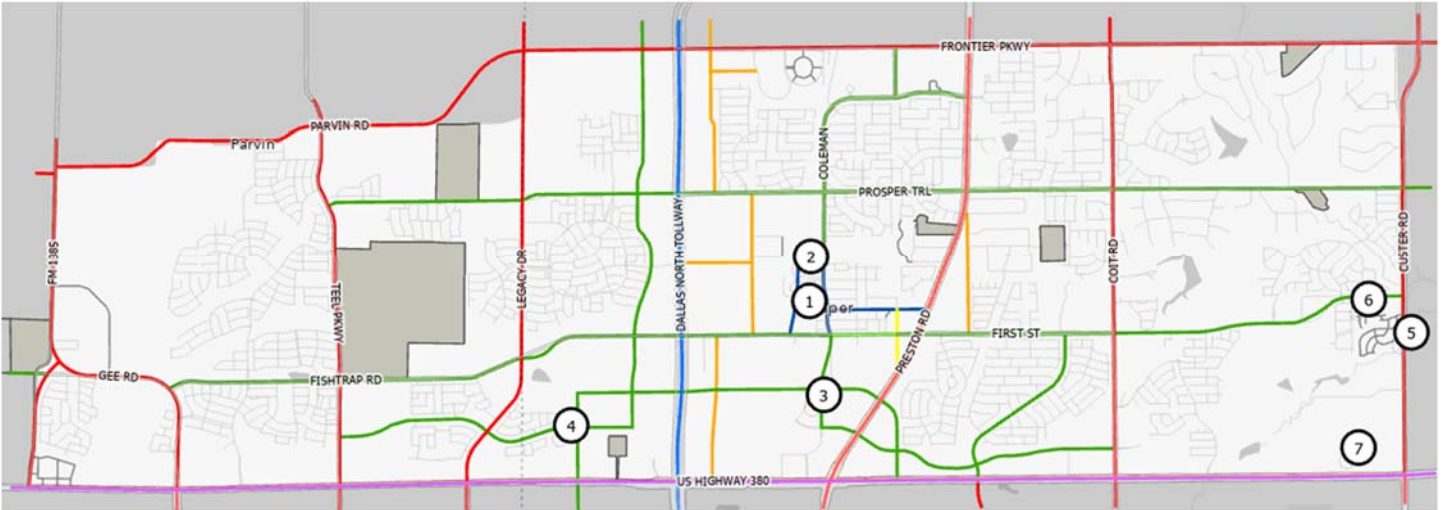 FRONTIER PKWY
PARVIN RD
Parvin
COLEMAN
PROSPER TRL
FM 1385
TEEL PKWY
LEGACY DR
DALLAS NORTH TOLLWAY
COIT RD
CUSTER RD
2
1
per
6
5
FIRST ST
PRESTON RD
GEE RD
FISHTRAP RD
3
4
7
US HIGHWAY 380